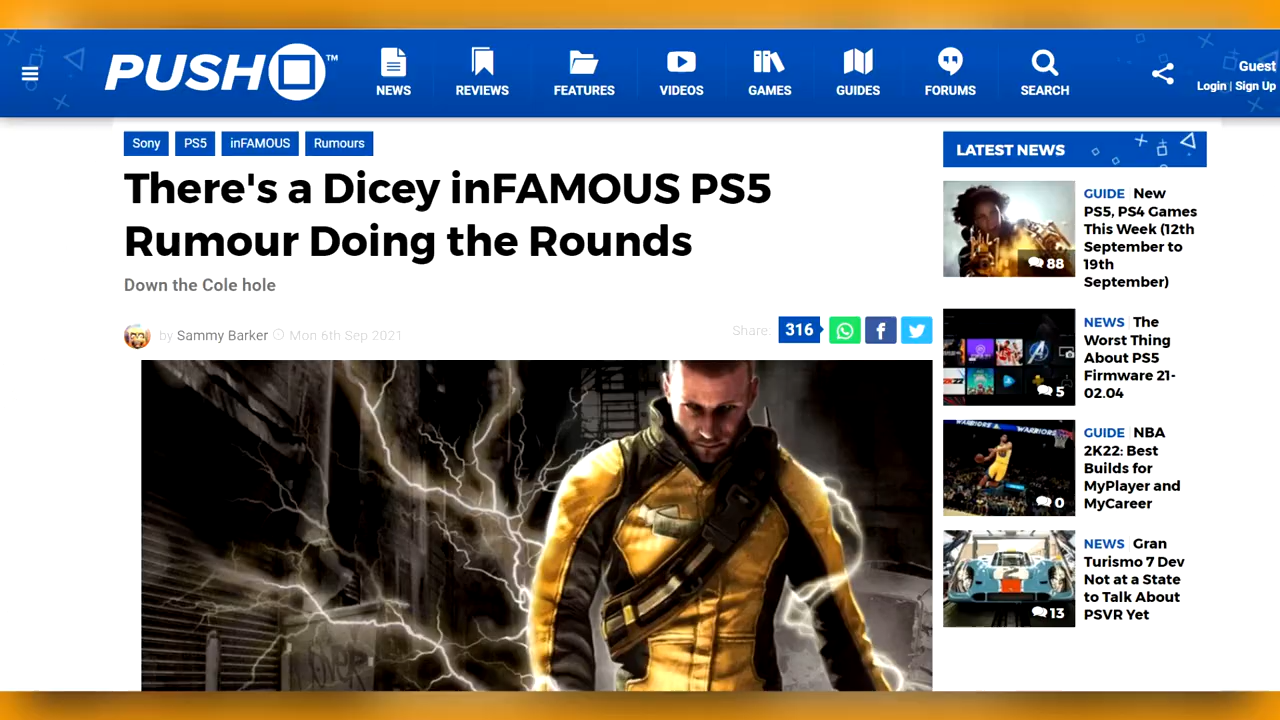 PUSH™
NEWS
REVIEWS
FEATURES
VIDEOS
GAMES
GUIDES
FORUMS
SEARCH
Guest
Login | Sign Up
Sony
PS5
inFAMOUS
Rumours
There's a Dicey inFAMOUS PS5
Rumour Doing the Rounds
Down the Cole hole
by Sammy Barker Mon 6th Sep 2021
Share:
316
LATEST NEWS
88
GUIDE New
PS5, PS4 Games
This Week (12th
September to
19th
September)
5
NEWS The
Worst Thing
About PS5
Firmware 21-
02.04
WARRIORS
0
GUIDE NBA
2K22: Best
Builds for
MyPlayer and
MyCareer
13
NEWS Gran
Turismo 7 Dev
Not at a State
to Talk About
PSVR Yet